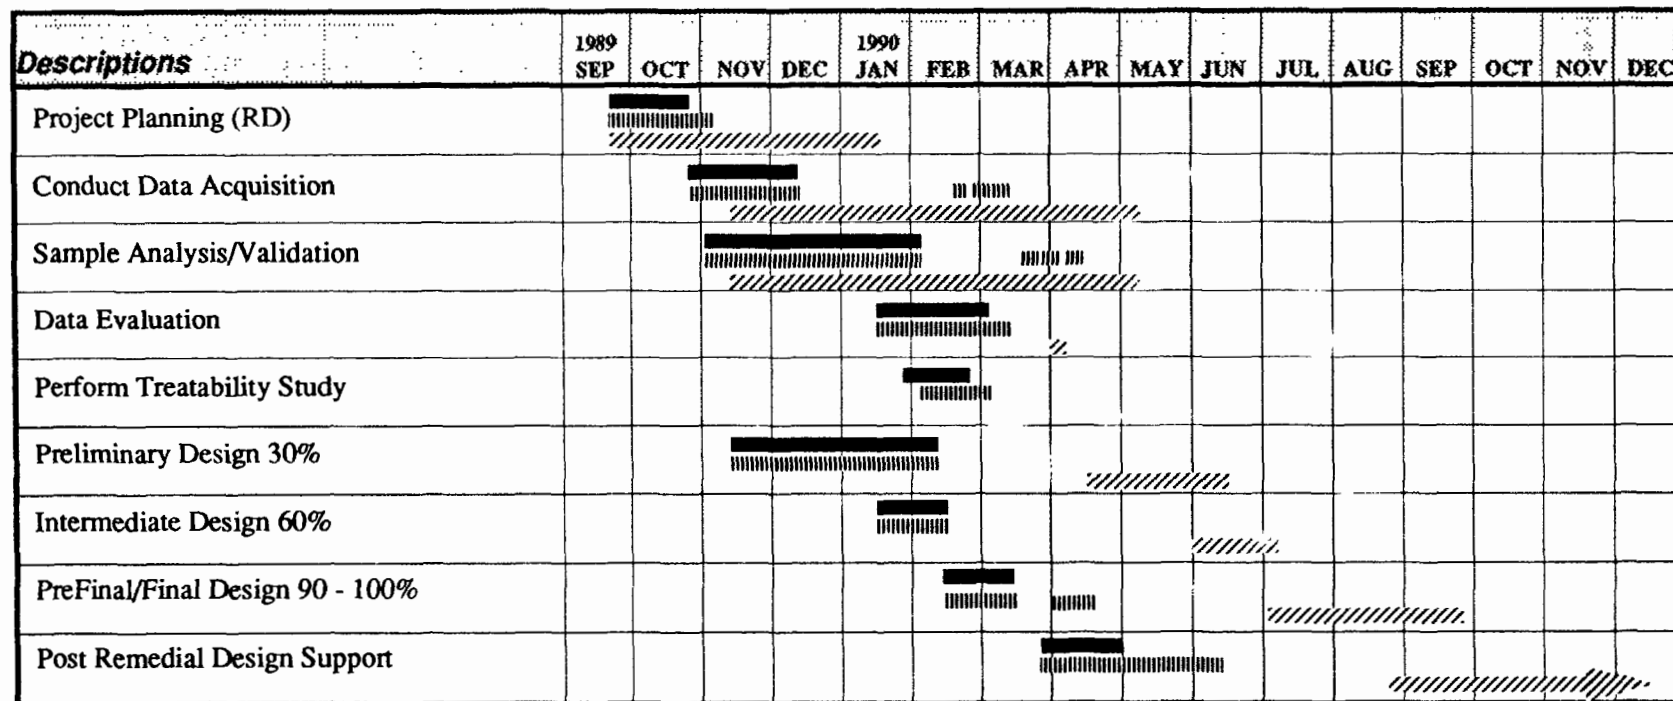 1989 1990
Descriptions SEP OCT NOV DEC JAN FEB MAR APR MAY JUN JUL AUG SEP OCT NOV DEC
Project Planning (RD)
Conduct Data Acquisition
Sample Analysis/Validation
Data Evaluation
Perform Treatability Study
Preliminary Design 30%
Intermediate Design 60%
PreFinal/Final Design 90 - 100%
Post Remedial Design Support